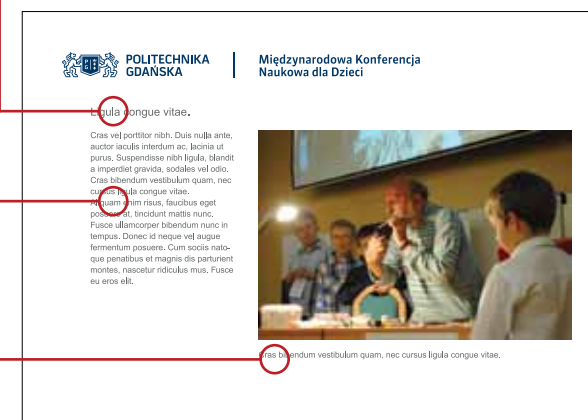 POLITECHNIKA
GDAŃSKA
Międzynarodowa Konferencja
Naukowa dla Dzieci
Ligula congue vitae.
Cras vel porttitor nibh. Duis nulla ante,
auctor iaculis interdum ac, lacinia ut
purus. Suspendisse nibh ligula, blandit
a imperdiet gravida, sodales vel odio.
Cras bibendum vestibulum quam, nec
cursus ligula congue vitae.
Aliquam enim risus, faucibus eget
posuere at, tincidunt mattis nunc.
Fusce ullamcorper bibendum nunc in
tempus. Donec id neque vel augue
fermentum posuere. Cum sociis nato-
que penatibus et magnis dis parturient
montes, nascetur ridiculus mus. Fusce
eu eros elit.
Cras bibendum vestibulum quam, nec cursus ligula congue vitae.